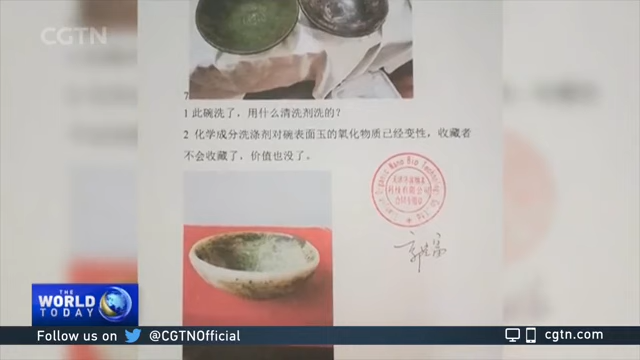 CGTN
7
1 此碗洗了，用什么清洗剂洗的？
2 化学成分洗涤剂对碗表面玉的氧化物质已经变性，收藏者
不会收藏了，价值也没了。
THE
WORLD
TODAY
Follow us on @CGTNOfficial
cgtn.com